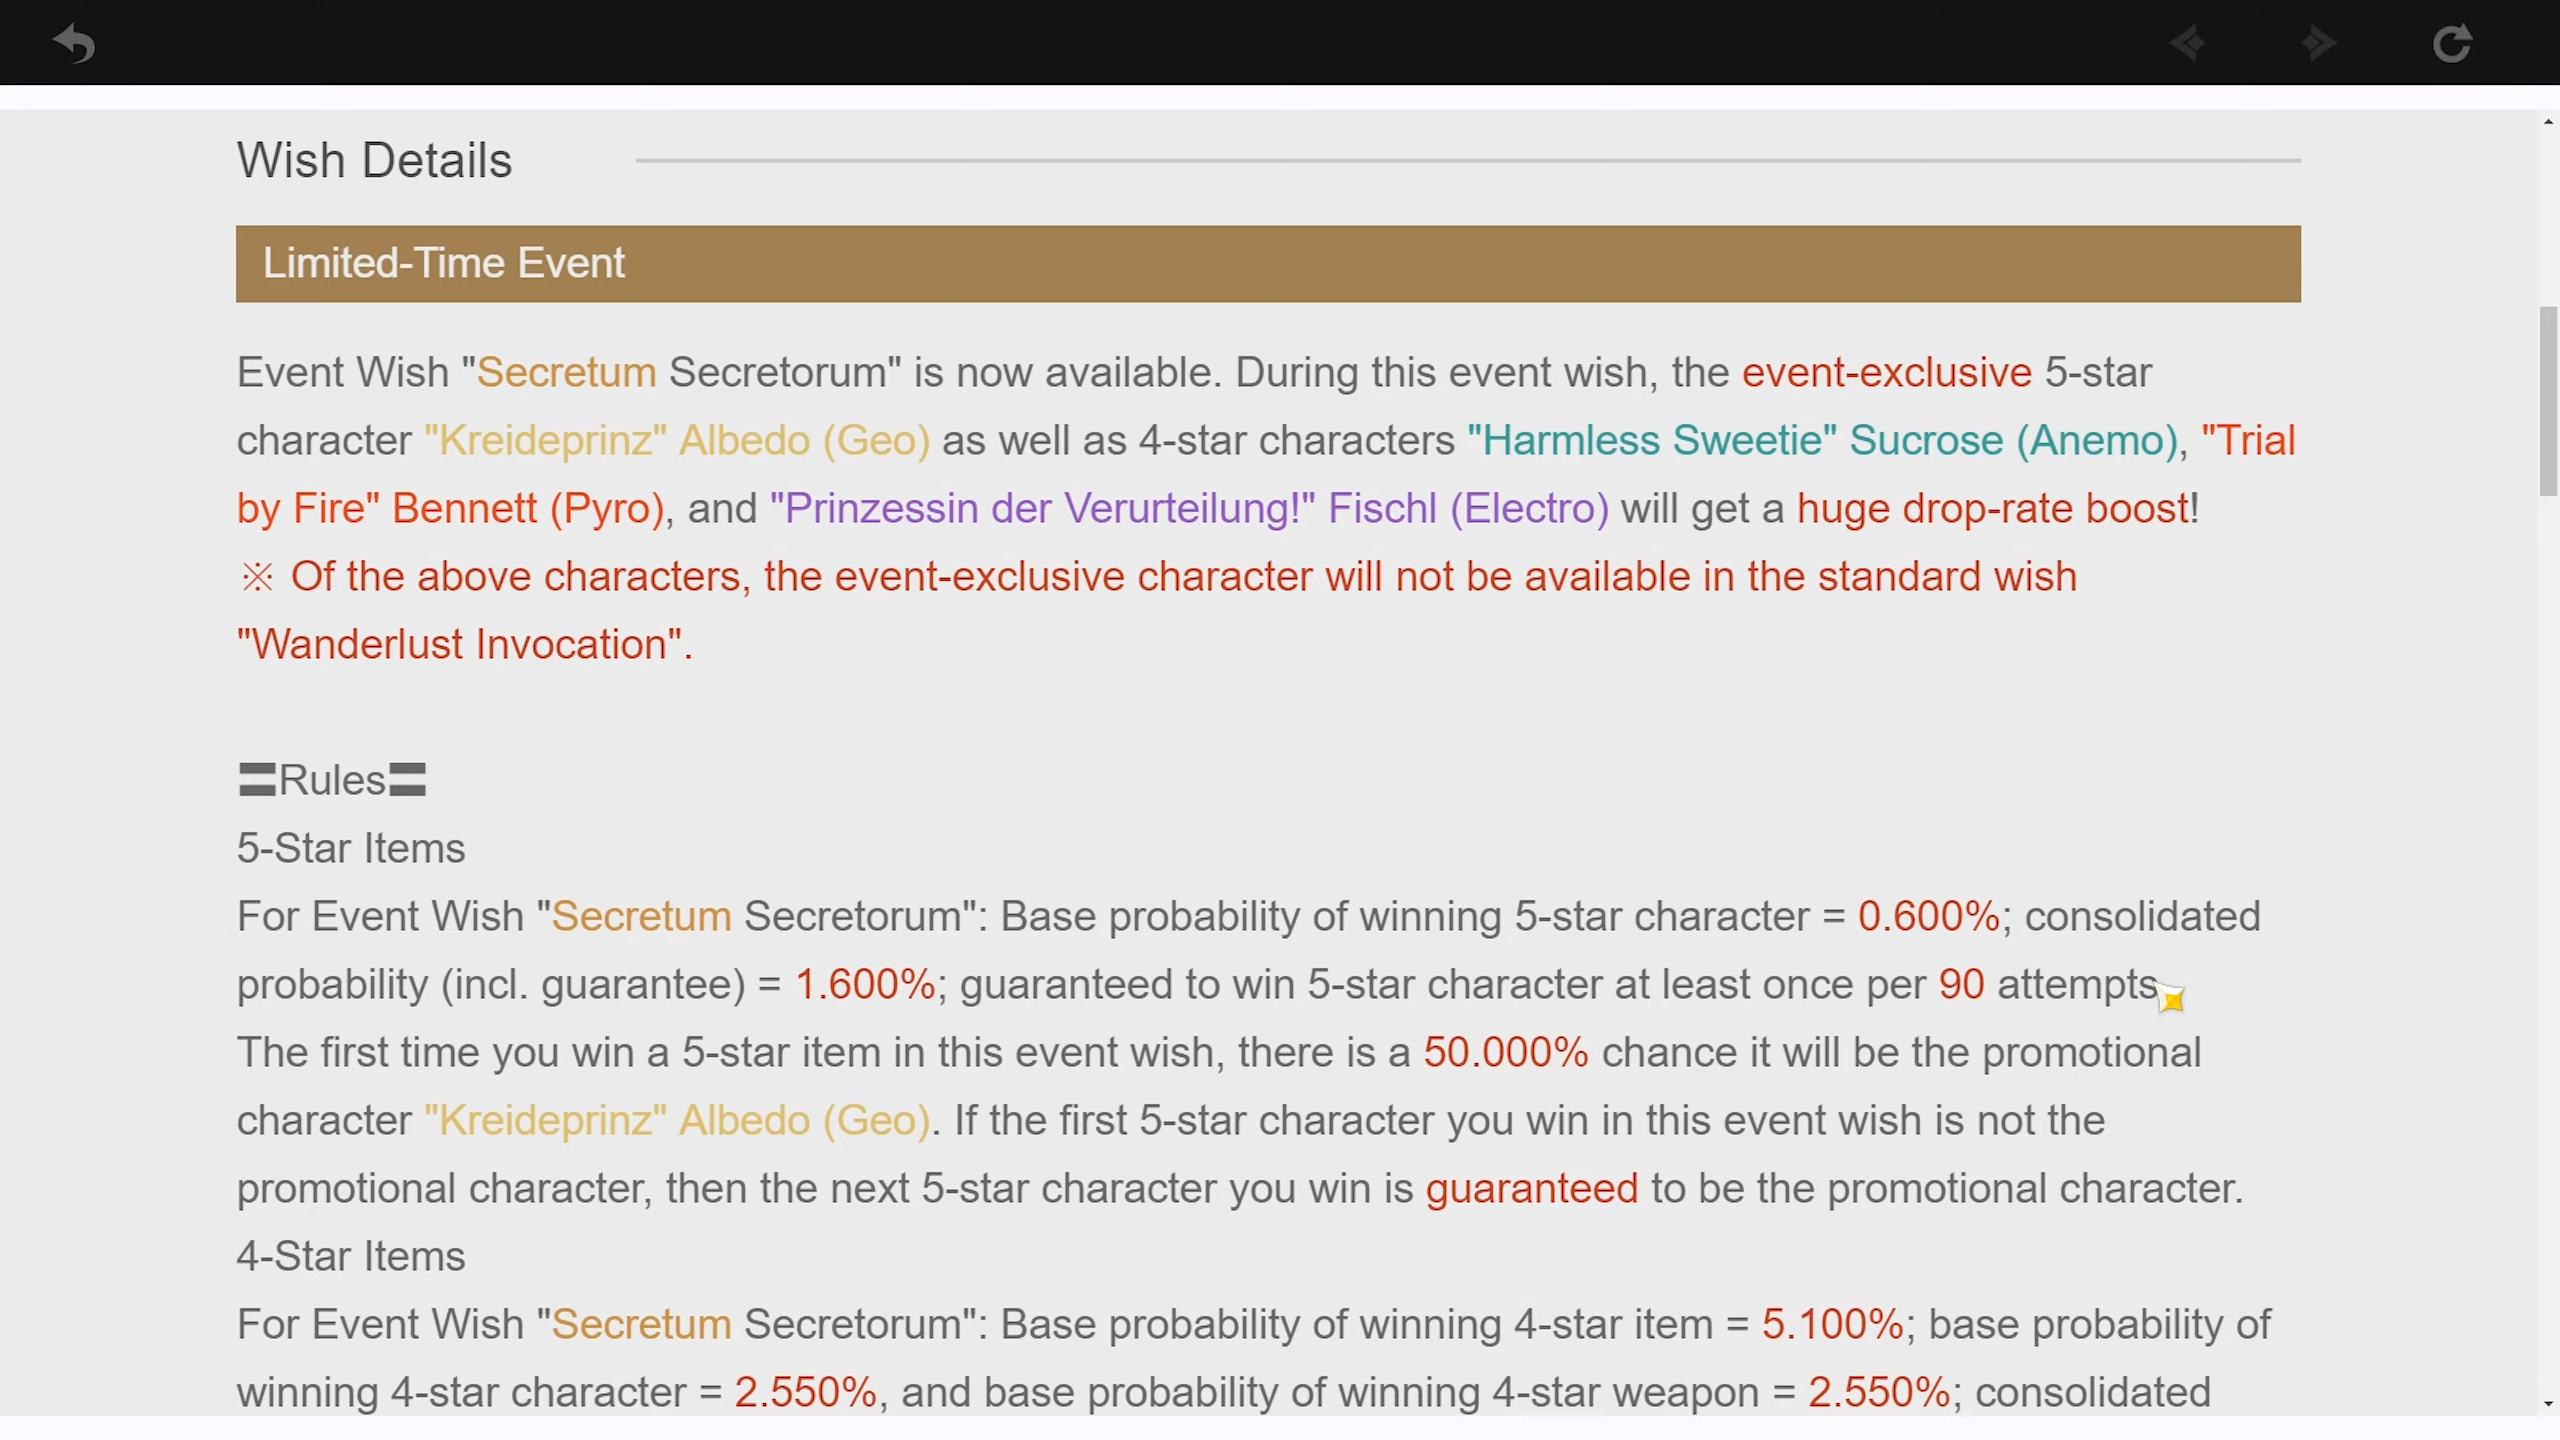 Wish Details
Limited-Time Event
Event Wish "Secretum Secretorum" is now available. During this event wish, the event-exclusive 5-star
character "Kreideprinz" Albedo (Geo) as well as 4-star characters "Harmless Sweetie" Sucrose (Anemo), "Trial
by Fire" Bennett (Pyro), and "Prinzessin der Verurteilung!" Fischl (Electro) will get a huge drop-rate boost!
※ Of the above characters, the event-exclusive character will not be available in the standard wish
"Wanderlust Invocation".
〓Rules〓
5-Star Items
For Event Wish "Secretum Secretorum": Base probability of winning 5-star character = 0.600%; consolidated
probability (incl. guarantee) = 1.600%; guaranteed to win 5-star character at least once per 90 attempts
The first time you win a 5-star item in this event wish, there is a 50.000% chance it will be the promotional
character "Kreideprinz" Albedo (Geo). If the first 5-star character you win in this event wish is not the
promotional character, then the next 5-star character you win is guaranteed to be the promotional character.
4-Star Items
For Event Wish "Secretum Secretorum": Base probability of winning 4-star item = 5.100%; base probability of
winning 4-star character = 2.550%, and base probability of winning 4-star weapon = 2.550%; consolidated